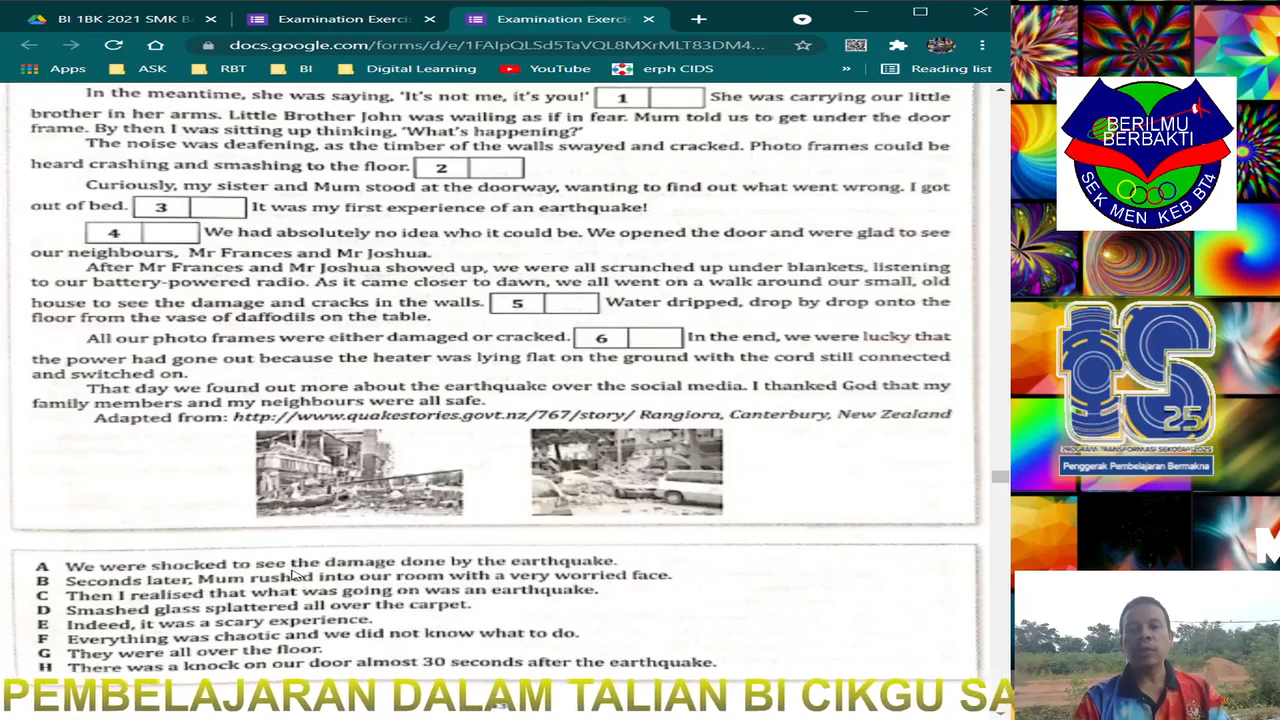 BI 1BK 2021 SMK B
Examination Exerci
Examination Exerci
docs.google.com/forms/d/e/1FAIpQLSd5TaVQL8MXrMLT83DM4...
Apps ASK RBT BI Digital Learning YouTube erph CIDS » Reading list
In the meantime, she was saying, 'It's not me, it's you!' 1 She was carrying our little
brother in her arms. Little Brother John was wailing as if in fear. Mum told us to get under the door
frame. By then I was sitting up thinking, 'What's happening?'
The noise was deafening, as the timber of the walls swayed and cracked. Photo frames could be
heard crashing and smashing to the floor. 2
Curiously, my sister and Mum stood at the doorway, wanting to find out what went wrong. I got
out of bed. 3 It was my first experience of an earthquake!
4 We had absolutely no idea who it could be. We opened the door and were glad to see
our neighbours, Mr Frances and Mr Joshua.
After Mr Frances and Mr Joshua showed up, we were all scrunched up under blankets, listening
to our battery-powered radio. As it came closer to dawn, we all went on a walk around our small, old
house to see the damage and cracks in the walls. 5 Water dripped, drop by drop onto the
floor from the vase of daffodils on the table.
All our photo frames were either damaged or cracked. 6 In the end, we were lucky that
the power had gone out because the heater was lying flat on the ground with the cord still connected
and switched on.
That day we found out more about the earthquake over the social media. I thanked God that my
family members and my neighbours were all safe.
Adapted from: http://www.quakestories.govt.nz/767/story/ Rangiora, Canterbury, New Zealand
A We were shocked to see the damage done by the earthquake.
B Seconds later, Mum rushed into our room with a very worried face.
C Then I realised that what was going on was an earthquake.
D Smashed glass splattered all over the carpet.
E Indeed, it was a scary experience.
F Everything was chaotic and we did not know what to do.
G They were all over the floor.
H There was a knock on our door almost 30 seconds after the earthquake.
BERILMU
BERBAKTI
SEK MEN KEB BT4
tS
25
PROGRAM TRANSFORMASI SEKOLAH 2025
Penggerak Pembelajaran Bermakna
M
PEMBELAJARAN DALAM TALIAN BI CIKGU SA